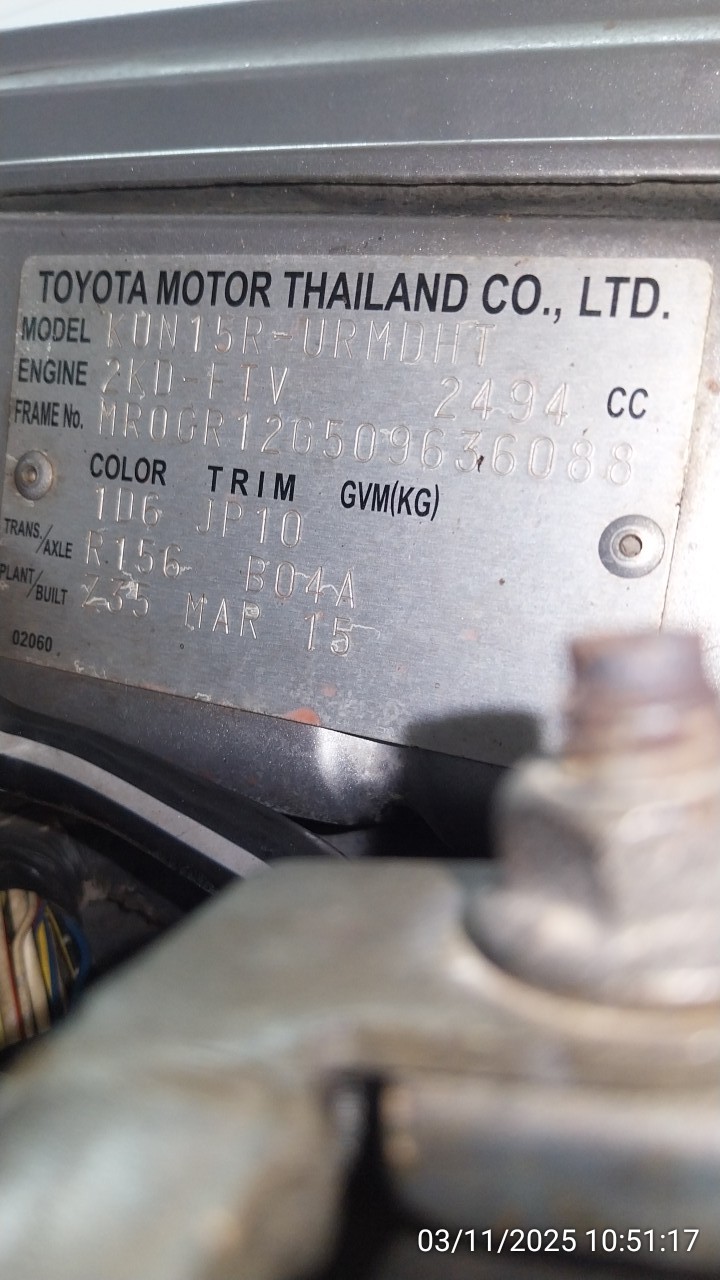 TOYOTA MOTOR THAILAND CO., LTD.
MODEL KUN15R-URMDHT
ENGINE 2KD-FTV 2494 CC
FRAME No. MR0GR12G509636088
COLOR TRIM GVM(KG)
1D6 JP10
TRANS./AXLE R156 B04A
PLANT/BUILT Z35 MAR 15
02060
03/11/2025 10:51:17